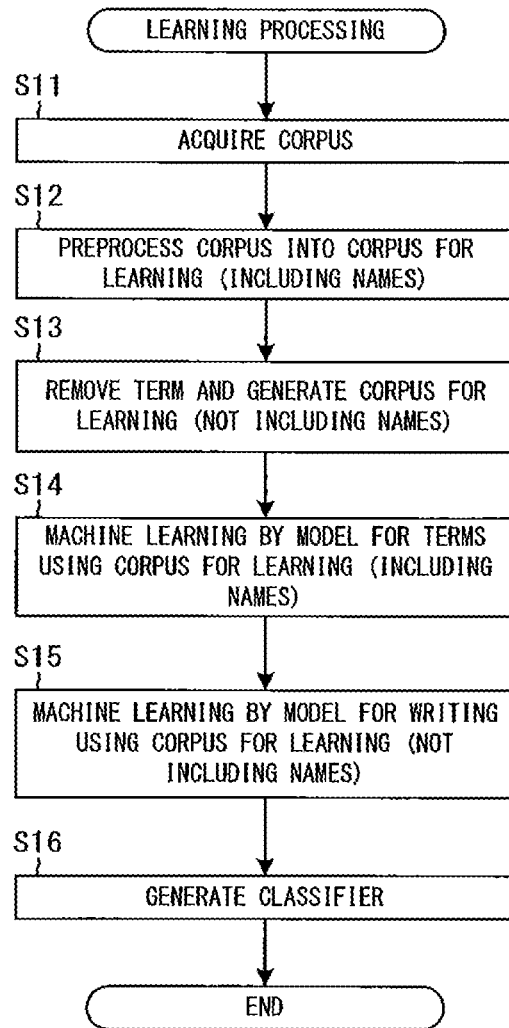 LEARNING PROCESSING
S11
ACQUIRE CORPUS
S12
PREPROCESS CORPUS INTO CORPUS FOR
LEARNING (INCLUDING NAMES)
S13
REMOVE TERM AND GENERATE CORPUS FOR
LEARNING (NOT INCLUDING NAMES)
S14
MACHINE LEARNING BY MODEL FOR TERMS
USING CORPUS FOR LEARNING (INCLUDING
NAMES)
S15
MACHINE LEARNING BY MODEL FOR WRITING
USING CORPUS FOR LEARNING (NOT
INCLUDING NAMES)
S16
GENERATE CLASSIFIER
END